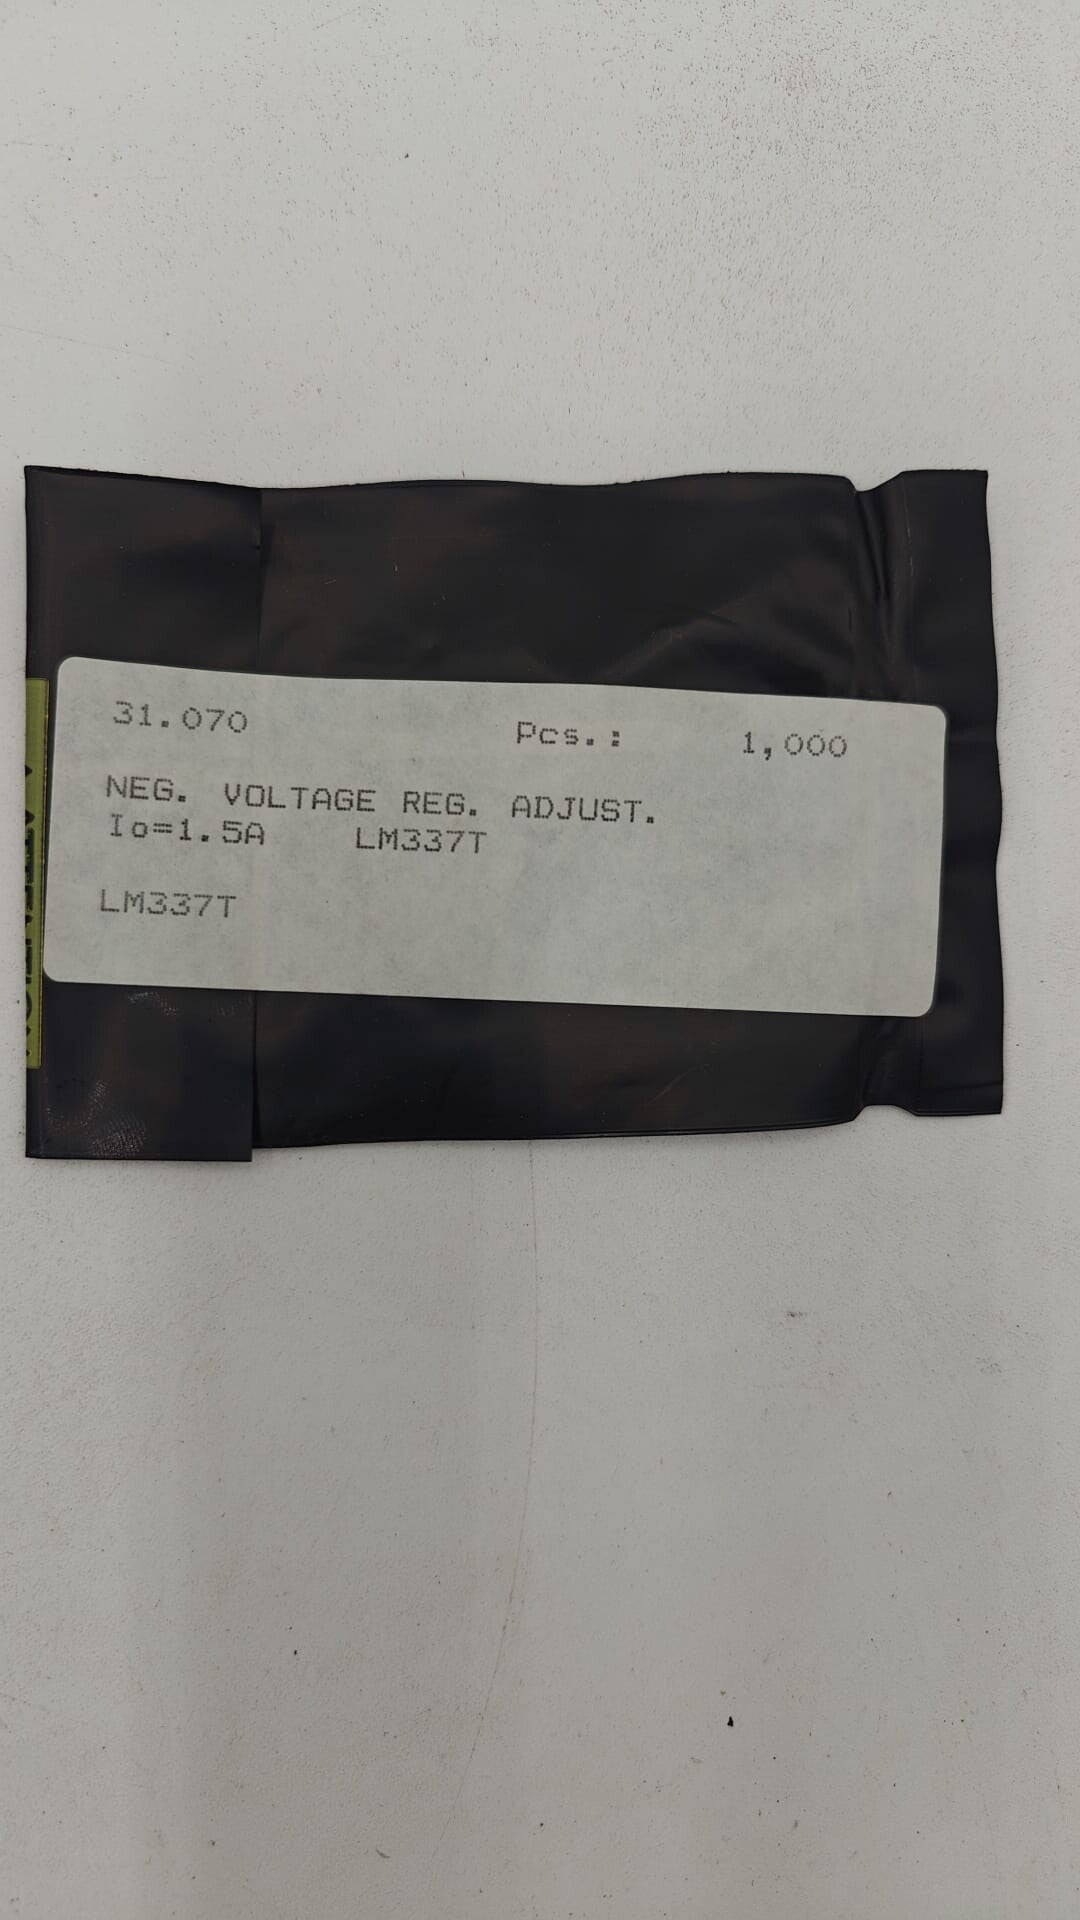 31.070 Pcs.: 1,000
NEG. VOLTAGE REG. ADJUST.
Io=1.5A LM337T
LM337T